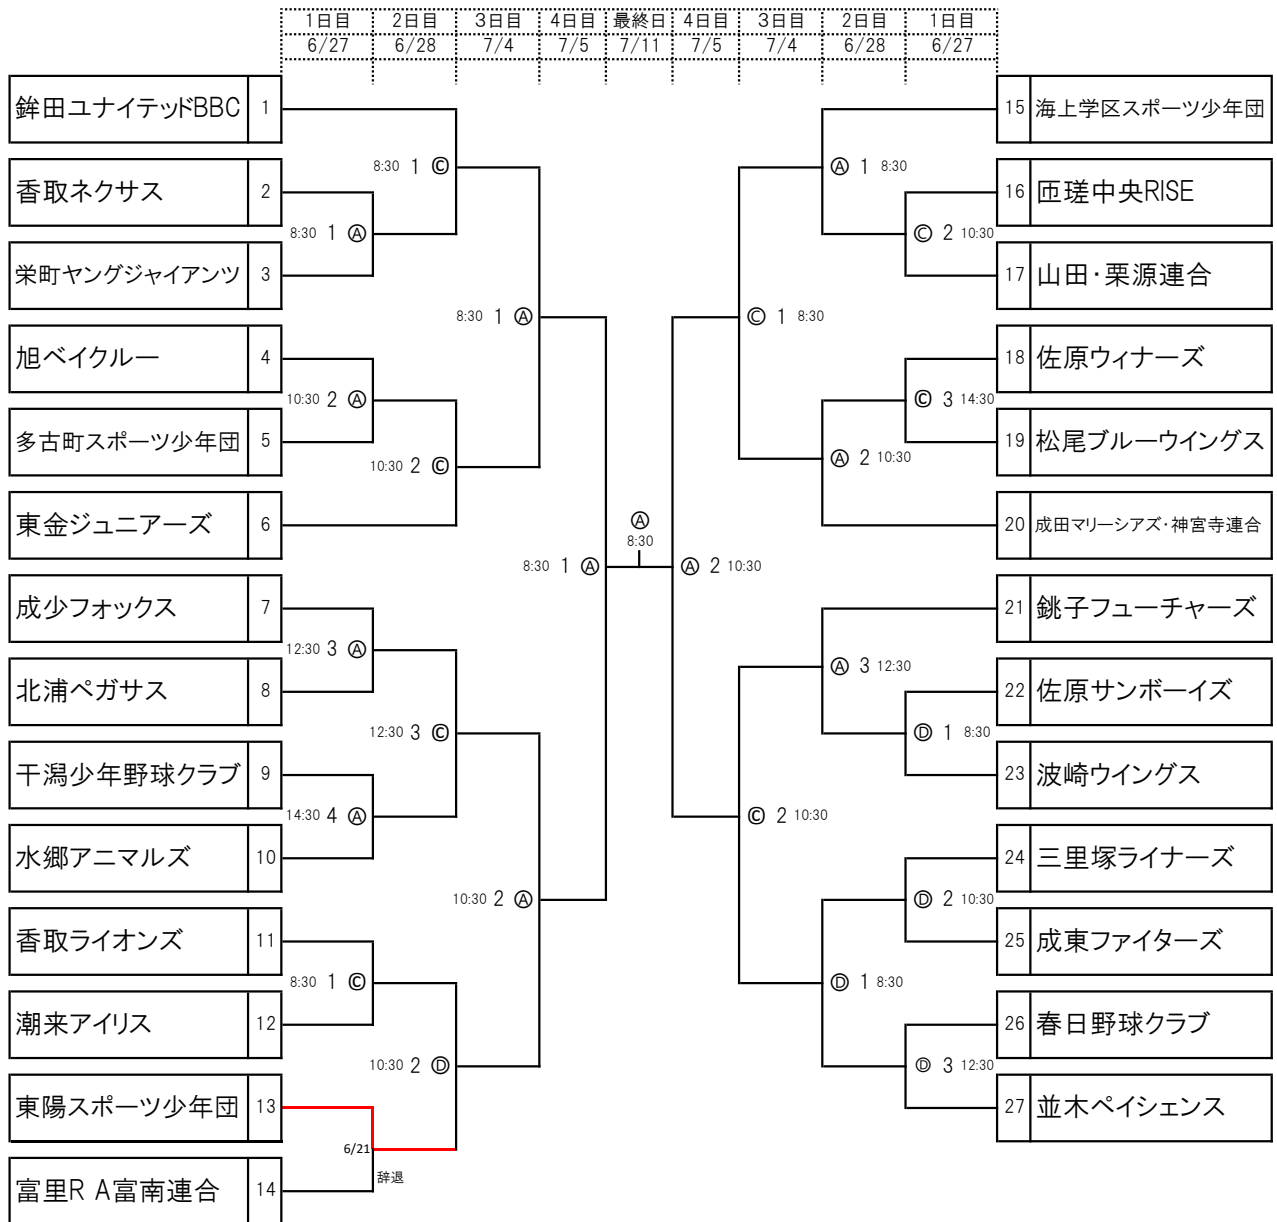 1日目 2日目 3日目 4日目 最終日 4日目 3日目 2日目 1日目
6/27 6/28 7/4 7/5 7/11 7/5 7/4 6/28 6/27
鉾田ユナイテッドBBC 1
8:30 1 Ⓒ
香取ネクサス 2
8:30 1 Ⓐ
栄町ヤングジャイアンツ 3
8:30 1 Ⓐ
旭ベイクルー 4
10:30 2 Ⓐ
多古町スポーツ少年団 5
10:30 2 Ⓒ
東金ジュニアーズ 6
8:30 1 Ⓐ
成少フォックス 7
12:30 3 Ⓐ
北浦ペガサス 8
12:30 3 Ⓒ
干潟少年野球クラブ 9
14:30 4 Ⓐ
水郷アニマルズ 10
10:30 2 Ⓐ
香取ライオンズ 11
8:30 1 Ⓒ
潮来アイリス 12
10:30 2 Ⓓ
東陽スポーツ少年団 13
6/21
辞退
富里RA富南連合 14
Ⓐ
8:30
15 海上学区スポーツ少年団
Ⓐ 1 8:30
16 匝瑳中央RISE
Ⓒ 2 10:30
17 山田・栗源連合
Ⓒ 1 8:30
18 佐原ウィナーズ
Ⓒ 3 14:30
19 松尾ブルーウイングス
Ⓐ 2 10:30
20 成田マリーシアズ・神宮寺連合
Ⓐ 2 10:30
21 銚子フューチャーズ
Ⓐ 3 12:30
22 佐原サンボーイズ
Ⓓ 1 8:30
23 波崎ウイングス
Ⓒ 2 10:30
24 三里塚ライナーズ
Ⓓ 2 10:30
25 成東ファイターズ
Ⓓ 1 8:30
26 春日野球クラブ
Ⓓ 3 12:30
27 並木ペイシェンス